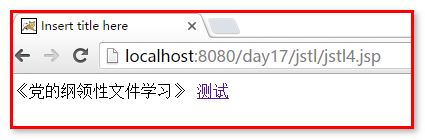 Insert title here
localhost:8080/day17/jstl/jstl4.jsp
《党的纲领性文件学习》 测试